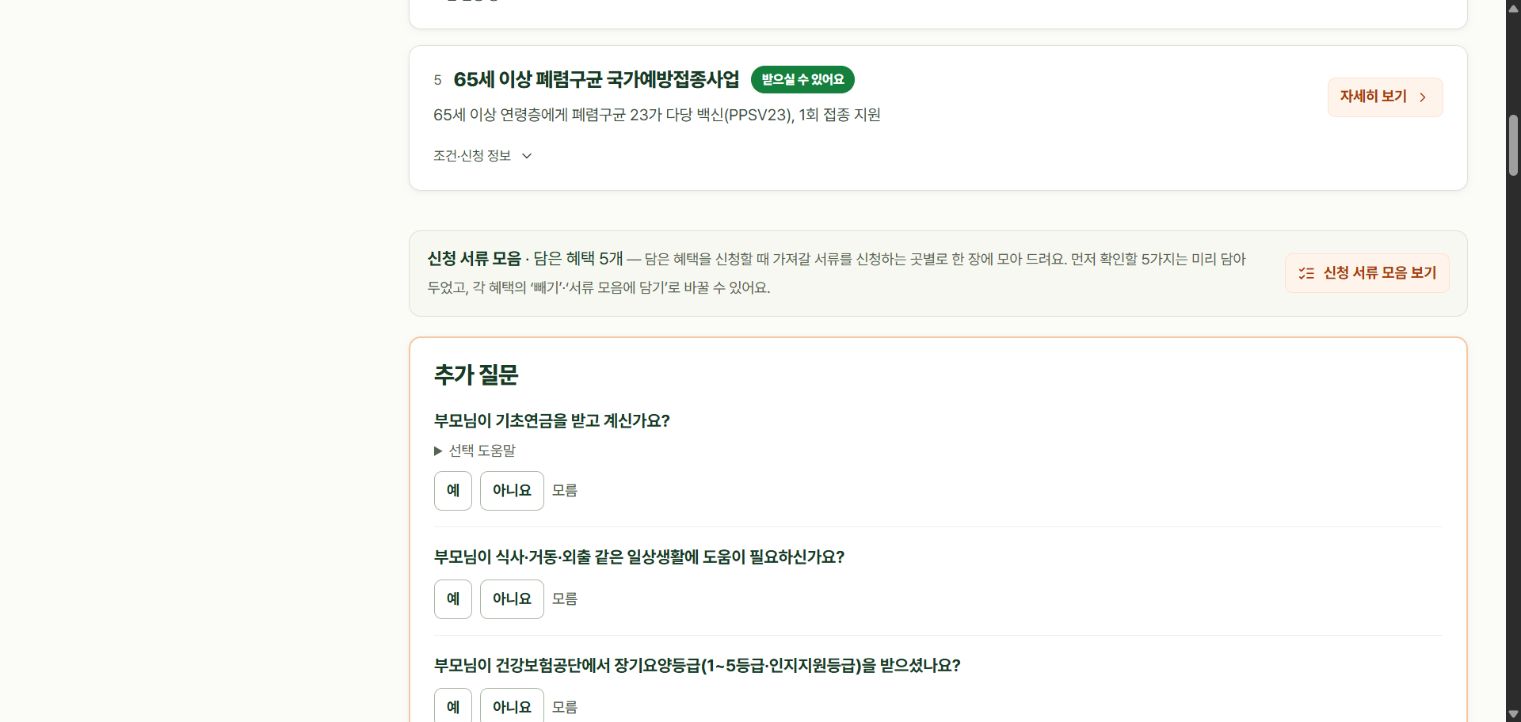 5 65세 이상 폐렴구균 국가예방접종사업 받으실 수 있어요
65세 이상 연령층에게 폐렴구균 23가 다당 백신(PPSV23), 1회 접종 지원
자세히 보기
조건·신청 정보
신청 서류 모음 · 담은 혜택 5개 — 담은 혜택을 신청할 때 가져갈 서류를 신청하는 곳별로 한 장에 모아 드려요. 먼저 확인할 5가지는 미리 담아
두었고, 각 혜택의 '빼기'·'서류 모음에 담기'로 바꿀 수 있어요.
신청 서류 모음 보기
추가 질문
부모님이 기초연금을 받고 계신가요?
▶ 선택 도움말
예 아니요 모름
부모님이 식사·거동·외출 같은 일상생활에 도움이 필요하신가요?
예 아니요 모름
부모님이 건강보험공단에서 장기요양등급(1~5등급·인지지원등급)을 받으셨나요?
예 아니요 모름